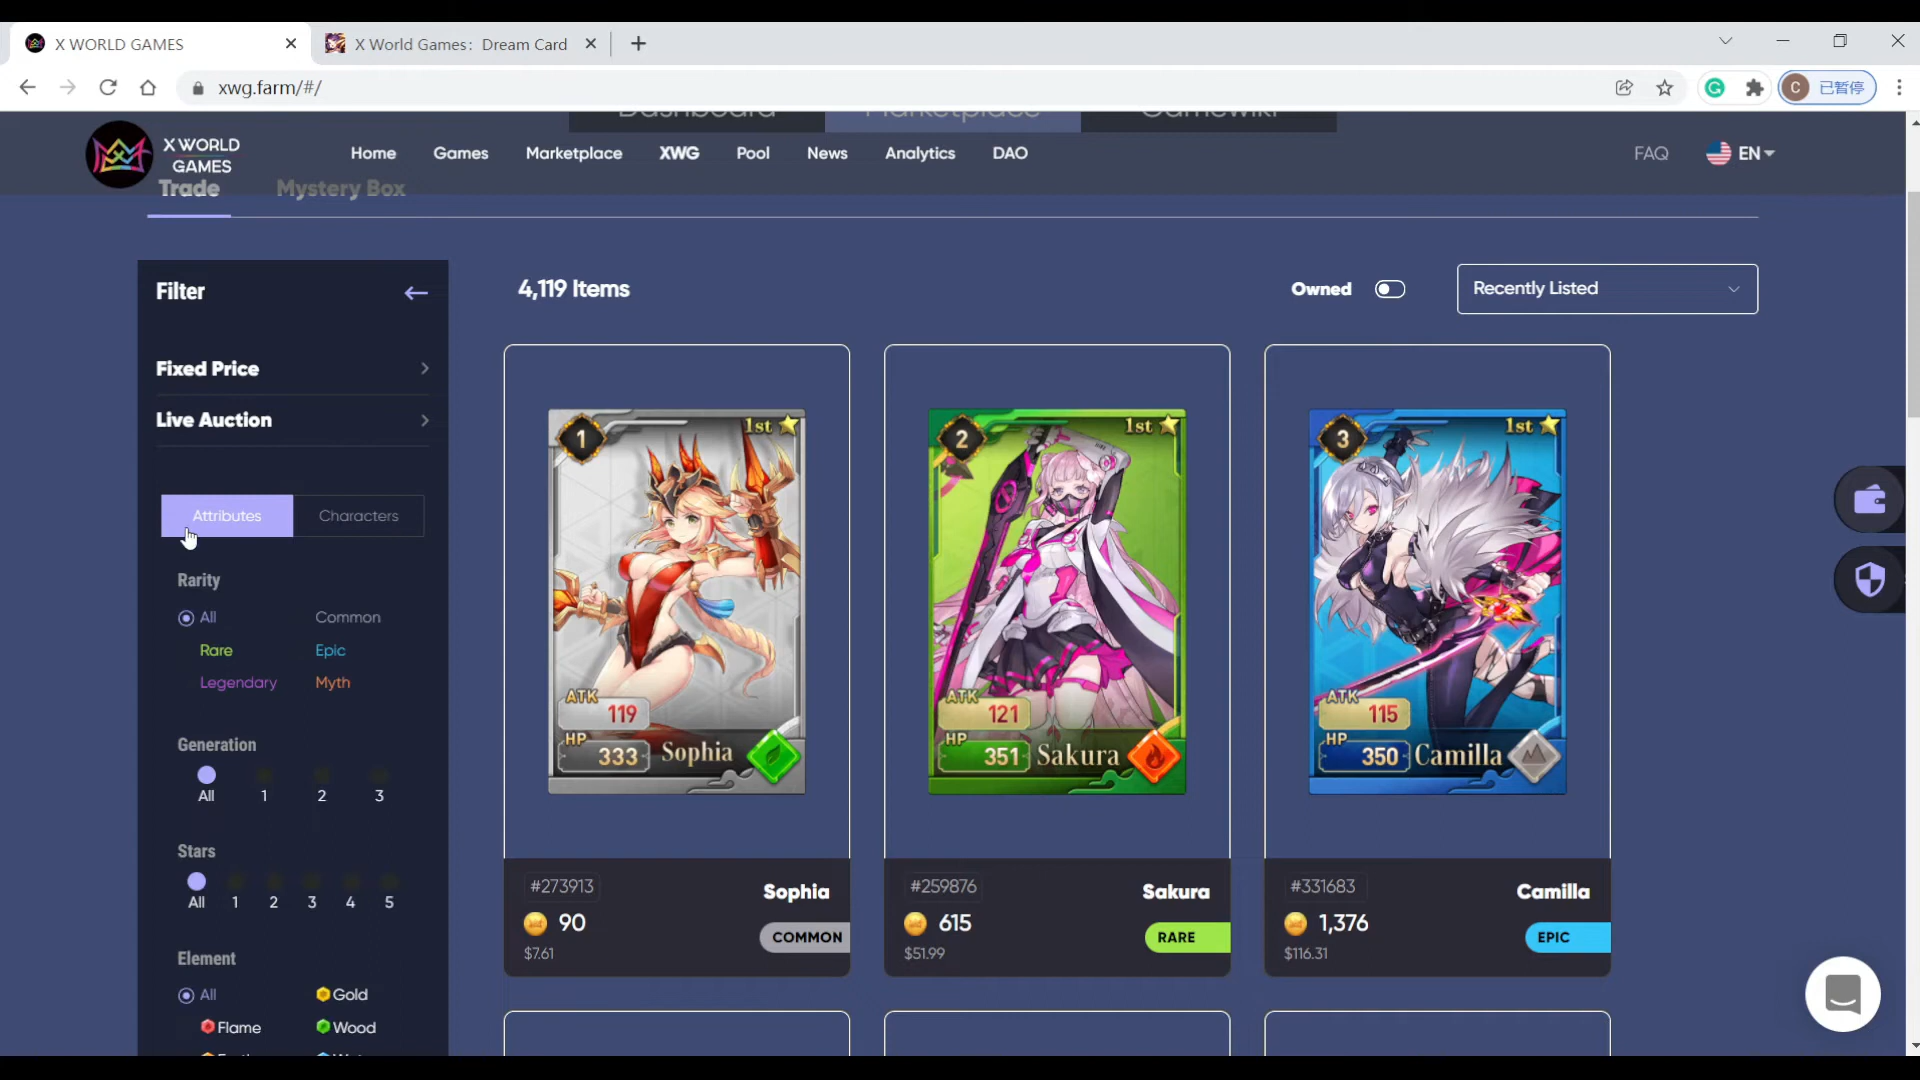 X WORLD GAMES
X World Games：Dream Card
xwg.farm/#/
C 已暂停
Dashboard
Marketplace
Gamewiki
X WORLD
GAMES
Home Games Marketplace XWG Pool News Analytics DAO
FAQ EN
Trade Mystery Box
Filter
4,119 Items
Owned
Recently Listed
Fixed Price
Live Auction
Attributes Characters
Rarity
All Common
Rare Epic
Legendary Myth
Generation
All 1 2 3
Stars
All 1 2 3 4 5
Element
All Gold
Flame Wood
1 1st
ATK
119
HP
333 Sophia
#273913 Sophia
90
COMMON
$7.61
2 1st
ATK
121
HP
351 Sakura
#259876 Sakura
615
RARE
$51.99
3 1st
ATK
115
HP
350 Camilla
#331683 Camilla
1,376
EPIC
$116.31